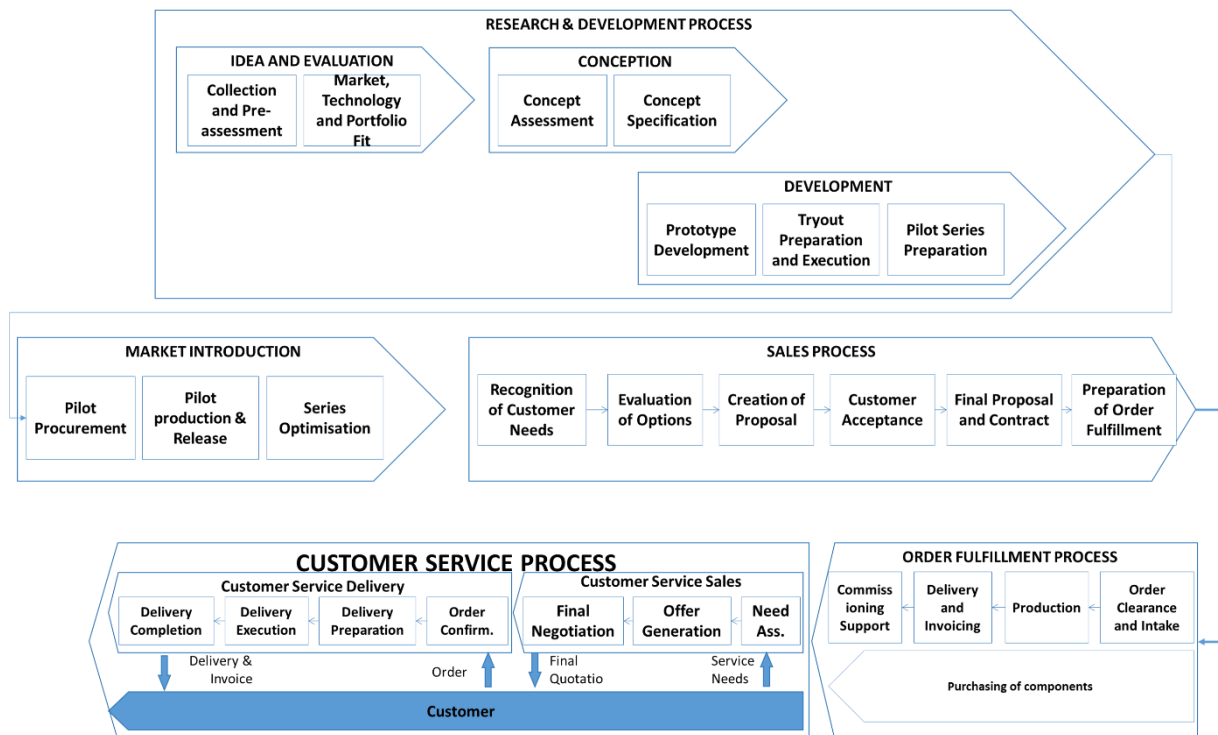 RESEARCH & DEVELOPMENT PROCESS
IDEA AND EVALUATION
Collection
and Pre-
assessment
Market,
Technology
and Portfolio
Fit
CONCEPTION
Concept
Assessment
Concept
Specification
DEVELOPMENT
Prototype
Development
Tryout
Preparation
and Execution
Pilot Series
Preparation
MARKET INTRODUCTION
Pilot
Procurement
Pilot
production &
Release
Series
Optimisation
SALES PROCESS
Recognition
of Customer
Needs
Evaluation
of Options
Creation of
Proposal
Customer
Acceptance
Final Proposal
and Contract
Preparation
of Order
Fulfillment
CUSTOMER SERVICE PROCESS
Customer Service Delivery
Delivery
Completion
Delivery
Execution
Delivery
Preparation
Order
Confirm.
Customer Service Sales
Final
Negotiation
Offer
Generation
Need
Ass.
Delivery &
Invoice
Order
Final
Quotatio
Service
Needs
Customer
ORDER FULFILLMENT PROCESS
Commiss
ioning
Support
Delivery
and
Invoicing
Production
Order
Clearance
and Intake
Purchasing of components